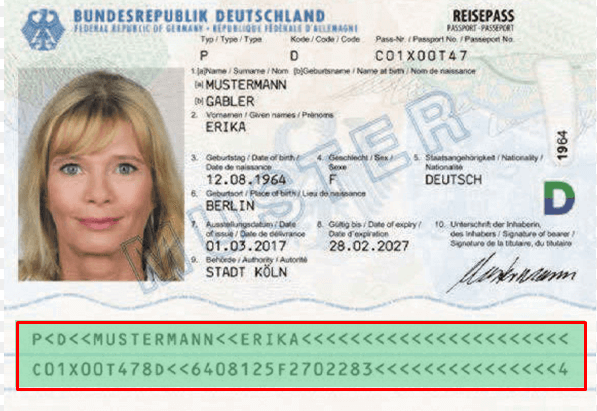 BUNDESREPUBLIK DEUTSCHLAND
REISEPASS
FEDERAL REPUBLIC OF GERMANY · RÉPUBLIQUE FÉDÉRALE D'ALLEMAGNE
PASSPORT · PASSEPORT
Typ / Type / Type Kode / Code / Code Pass-Nr. / Passport No. / Passeport No.
P D C01X00T47
1.[a]Name / Surname / Nom [b]Geburtsname / Name at birth / Nom de naissance
[a] MUSTERMANN
[b] GABLER
2. Vornamen / Given names / Prénoms
ERIKA
3. Geburtstag / Date of birth / Date de naissance 4. Geschlecht / Sex / Sexe 5. Staatsangehörigkeit / Nationality / Nationalité
12.08.1964 F DEUTSCH
6. Geburtsort / Place of birth / Lieu de naissance
BERLIN
7. Ausstellungsdatum / Date of issue / Date de délivrance 8. Gültig bis / Date of expiry / Date d'expiration 10. Unterschrift der Inhaberin, des Inhabers / Signature of bearer / Signature de la titulaire, du titulaire
01.03.2017 28.02.2027
9. Behörde / Authority / Autorité
STADT KÖLN
Mustermann
1964
D
MUSTER
P<D<<MUSTERMANN<<ERIKA<<<<<<<<<<<<<<<<<<<<<<
C01X00T478D<<6408125F2702283<<<<<<<<<<<<<<<4